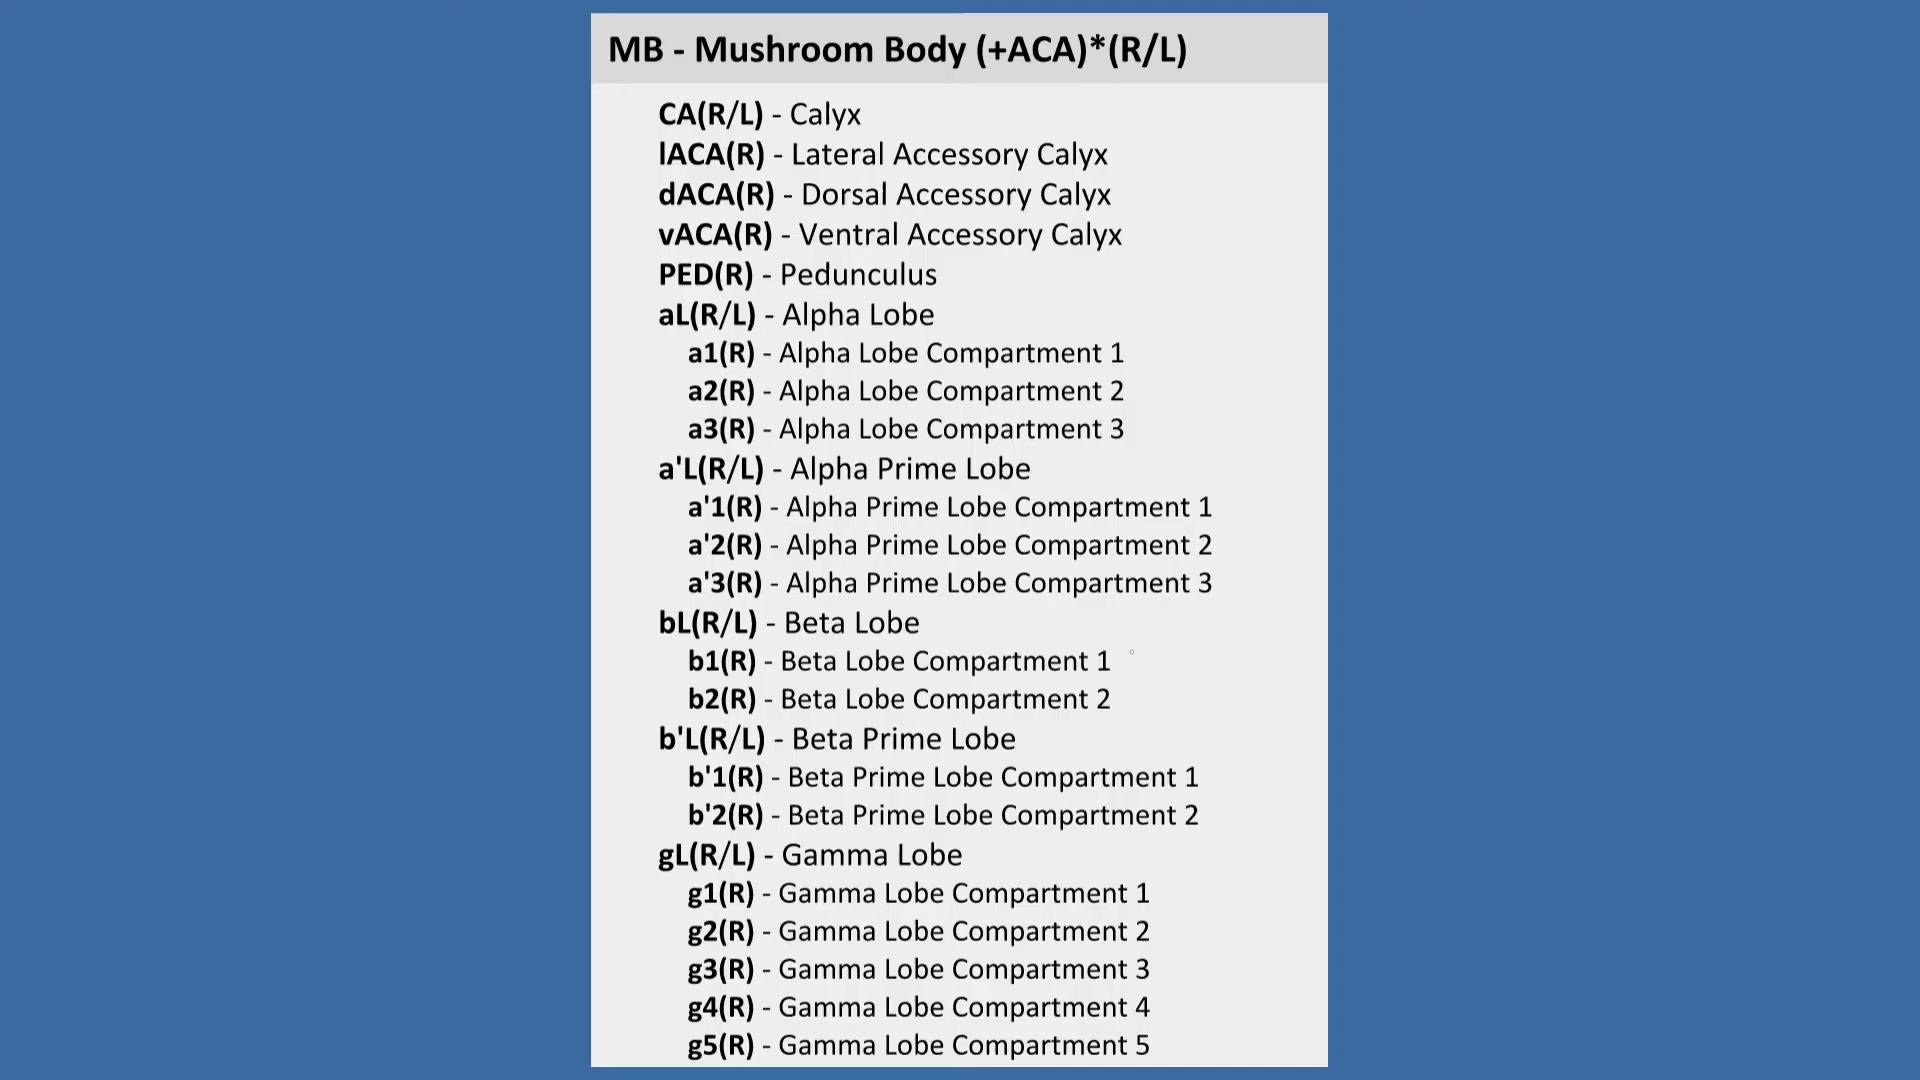 MB - Mushroom Body (+ACA)*(R/L)
CA(R/L) - Calyx
lACA(R) - Lateral Accessory Calyx
dACA(R) - Dorsal Accessory Calyx
vACA(R) - Ventral Accessory Calyx
PED(R) - Pedunculus
aL(R/L) - Alpha Lobe
a1(R) - Alpha Lobe Compartment 1
a2(R) - Alpha Lobe Compartment 2
a3(R) - Alpha Lobe Compartment 3
a'L(R/L) - Alpha Prime Lobe
a'1(R) - Alpha Prime Lobe Compartment 1
a'2(R) - Alpha Prime Lobe Compartment 2
a'3(R) - Alpha Prime Lobe Compartment 3
bL(R/L) - Beta Lobe
b1(R) - Beta Lobe Compartment 1
b2(R) - Beta Lobe Compartment 2
b'L(R/L) - Beta Prime Lobe
b'1(R) - Beta Prime Lobe Compartment 1
b'2(R) - Beta Prime Lobe Compartment 2
gL(R/L) - Gamma Lobe
g1(R) - Gamma Lobe Compartment 1
g2(R) - Gamma Lobe Compartment 2
g3(R) - Gamma Lobe Compartment 3
g4(R) - Gamma Lobe Compartment 4
g5(R) - Gamma Lobe Compartment 5